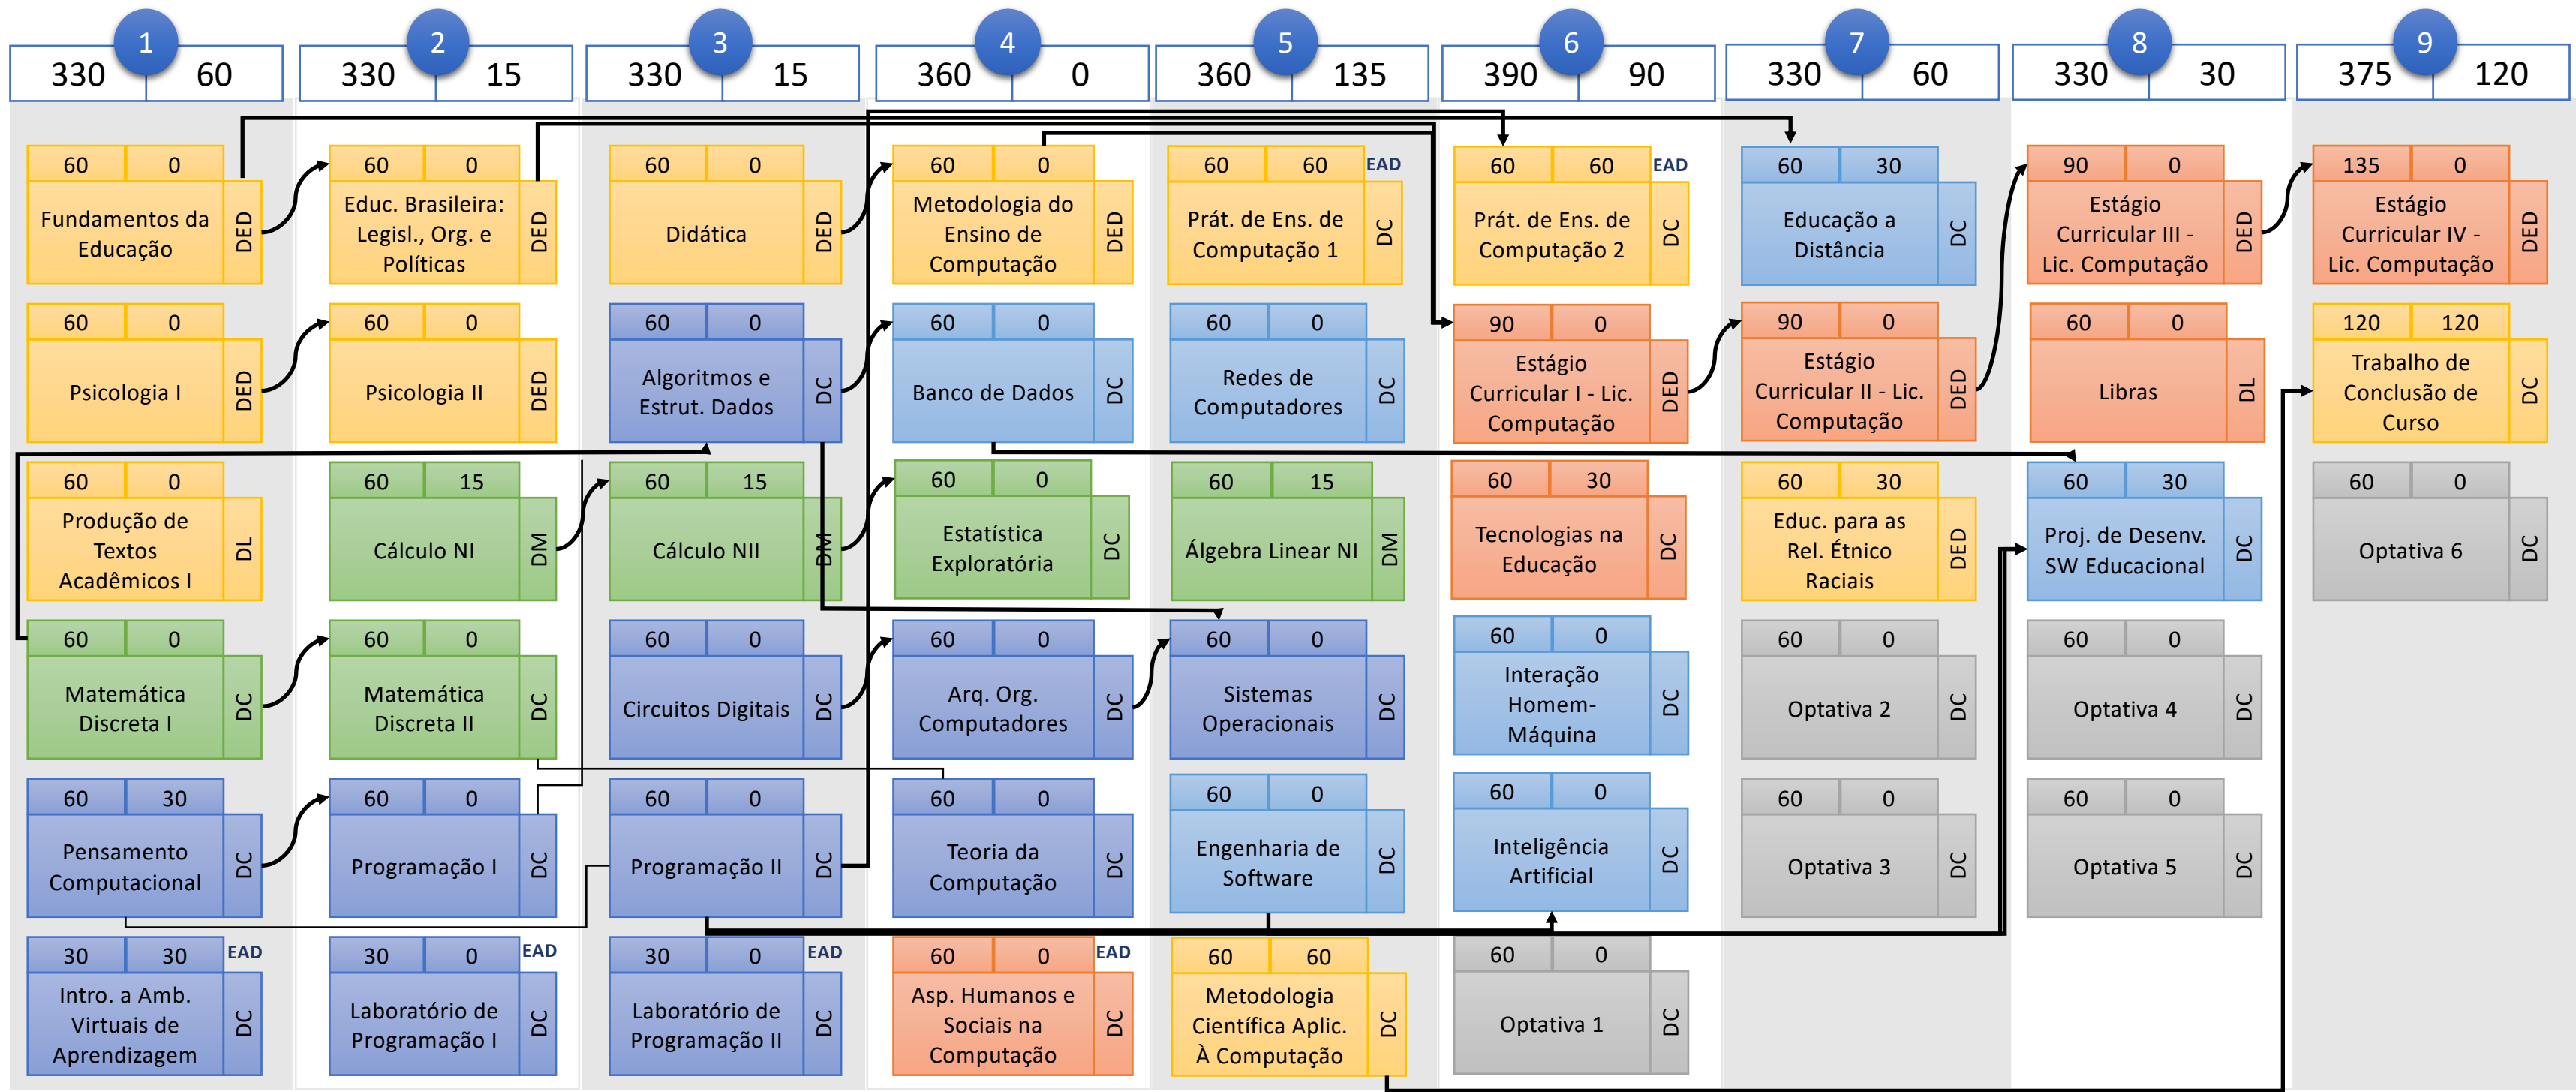 1
330 60
2
330 15
3
330 15
4
360 0
5
360 135
6
390 90
7
330 60
8
330 30
9
375 120
60 0
Fundamentos da
Educação
DED
60 0
Psicologia I
DED
60 0
Produção de
Textos
Acadêmicos I
DL
60 0
Matemática
Discreta I
DC
60 30
Pensamento
Computacional
DC
30 30 EAD
Intro. a Amb.
Virtuais de
Aprendizagem
DC
60 0
Educ. Brasileira:
Legisl., Org. e
Políticas
DED
60 0
Psicologia II
DED
60 15
Cálculo NI
DM
60 0
Matemática
Discreta II
DC
60 0
Programação I
DC
30 0 EAD
Laboratório de
Programação I
DC
60 0
Didática
DED
60 0
Algoritmos e
Estrut. Dados
DC
60 15
Cálculo NII
DM
60 0
Circuitos Digitais
DC
60 0
Programação II
DC
30 0 EAD
Laboratório de
Programação II
DC
60 0
Metodologia do
Ensino de
Computação
DED
60 0
Banco de Dados
DC
60 0
Estatística
Exploratória
DC
60 0
Arq. Org.
Computadores
DC
60 0
Teoria da
Computação
DC
60 0 EAD
Asp. Humanos e
Sociais na
Computação
DC
60 60 EAD
Prát. de Ens. de
Computação 1
DC
60 0
Redes de
Computadores
DC
60 15
Álgebra Linear NI
DM
60 0
Sistemas
Operacionais
DC
60 0
Engenharia de
Software
DC
60 60
Metodologia
Científica Aplic.
À Computação
DC
60 60 EAD
Prát. de Ens. de
Computação 2
DC
90 0
Estágio
Curricular I - Lic.
Computação
DED
60 30
Tecnologias na
Educação
DC
60 0
Interação
Homem-
Máquina
DC
60 0
Inteligência
Artificial
DC
60 0
Optativa 1
DC
60 30
Educação a
Distância
DC
90 0
Estágio
Curricular II - Lic.
Computação
DED
60 30
Educ. para as
Rel. Étnico
Raciais
DED
60 0
Optativa 2
DC
60 0
Optativa 3
DC
90 0
Estágio
Curricular III -
Lic. Computação
DED
60 0
Libras
DL
60 30
Proj. de Desenv.
SW Educacional
DC
60 0
Optativa 4
DC
60 0
Optativa 5
DC
135 0
Estágio
Curricular IV -
Lic. Computação
DED
120 120
Trabalho de
Conclusão de
Curso
DC
60 0
Optativa 6
DC